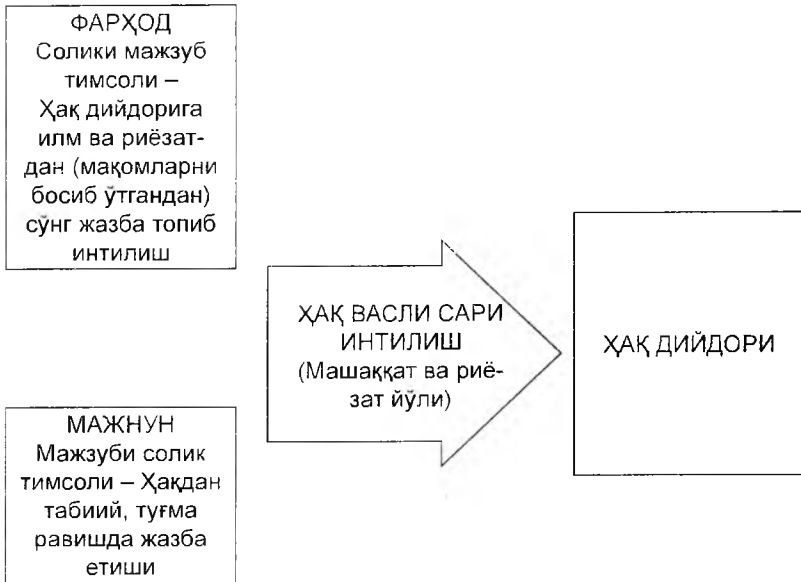 ФАРҲОД
Солики мажзуб
тимсоли –
Ҳақ дийдорига
илм ва риёзат-
дан (мақомларни
босиб ўтгандан)
сўнг жазба топиб
интилиш
ҲАҚ ВАСЛИ САРИ
ИНТИЛИШ
(Машаққат ва риё-
зат йўли)
ҲАҚ ДИЙДОРИ
МАЖНУН
Мажзуби солик
тимсоли – Ҳақдан
табиий, туғма
равишда жазба
етиши